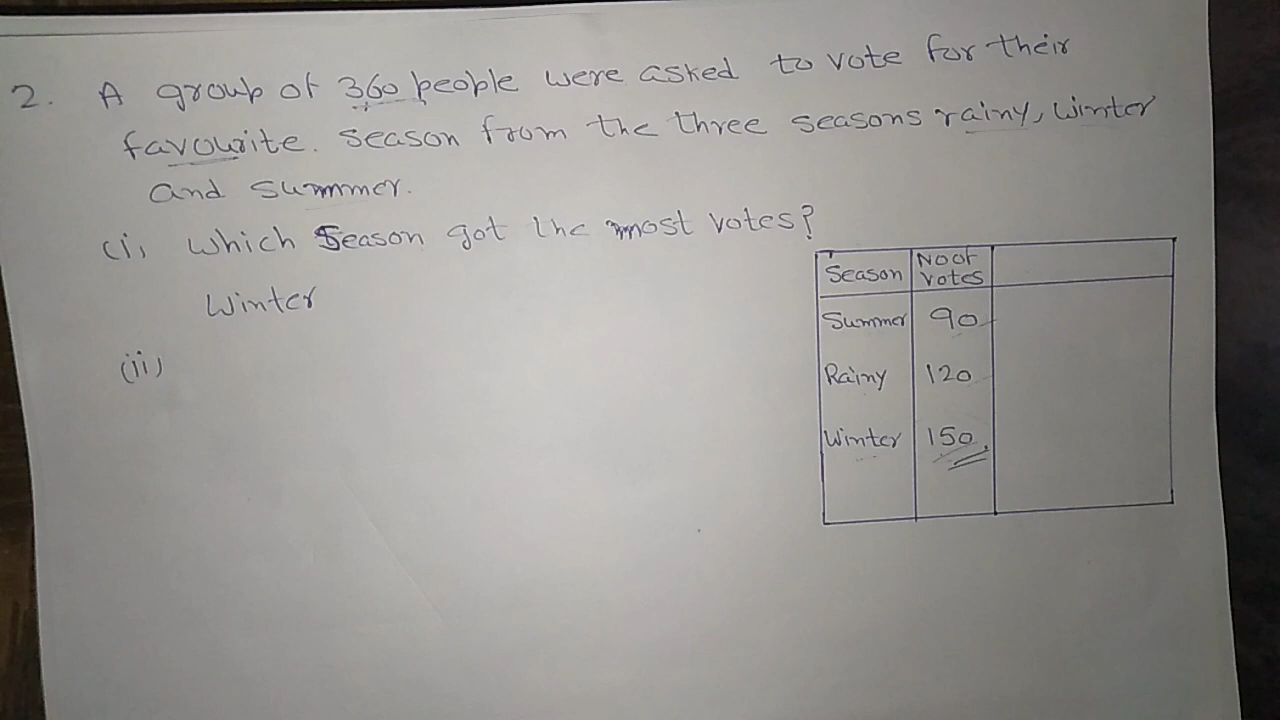 2. A group of 360 people were asked to vote for their
favourite. season from the three seasons rainy, winter
and summer.
(i) Which Season got the most votes?
Winter
(ii)
Season No of votes
Summer 90
Rainy 120
Winter 150